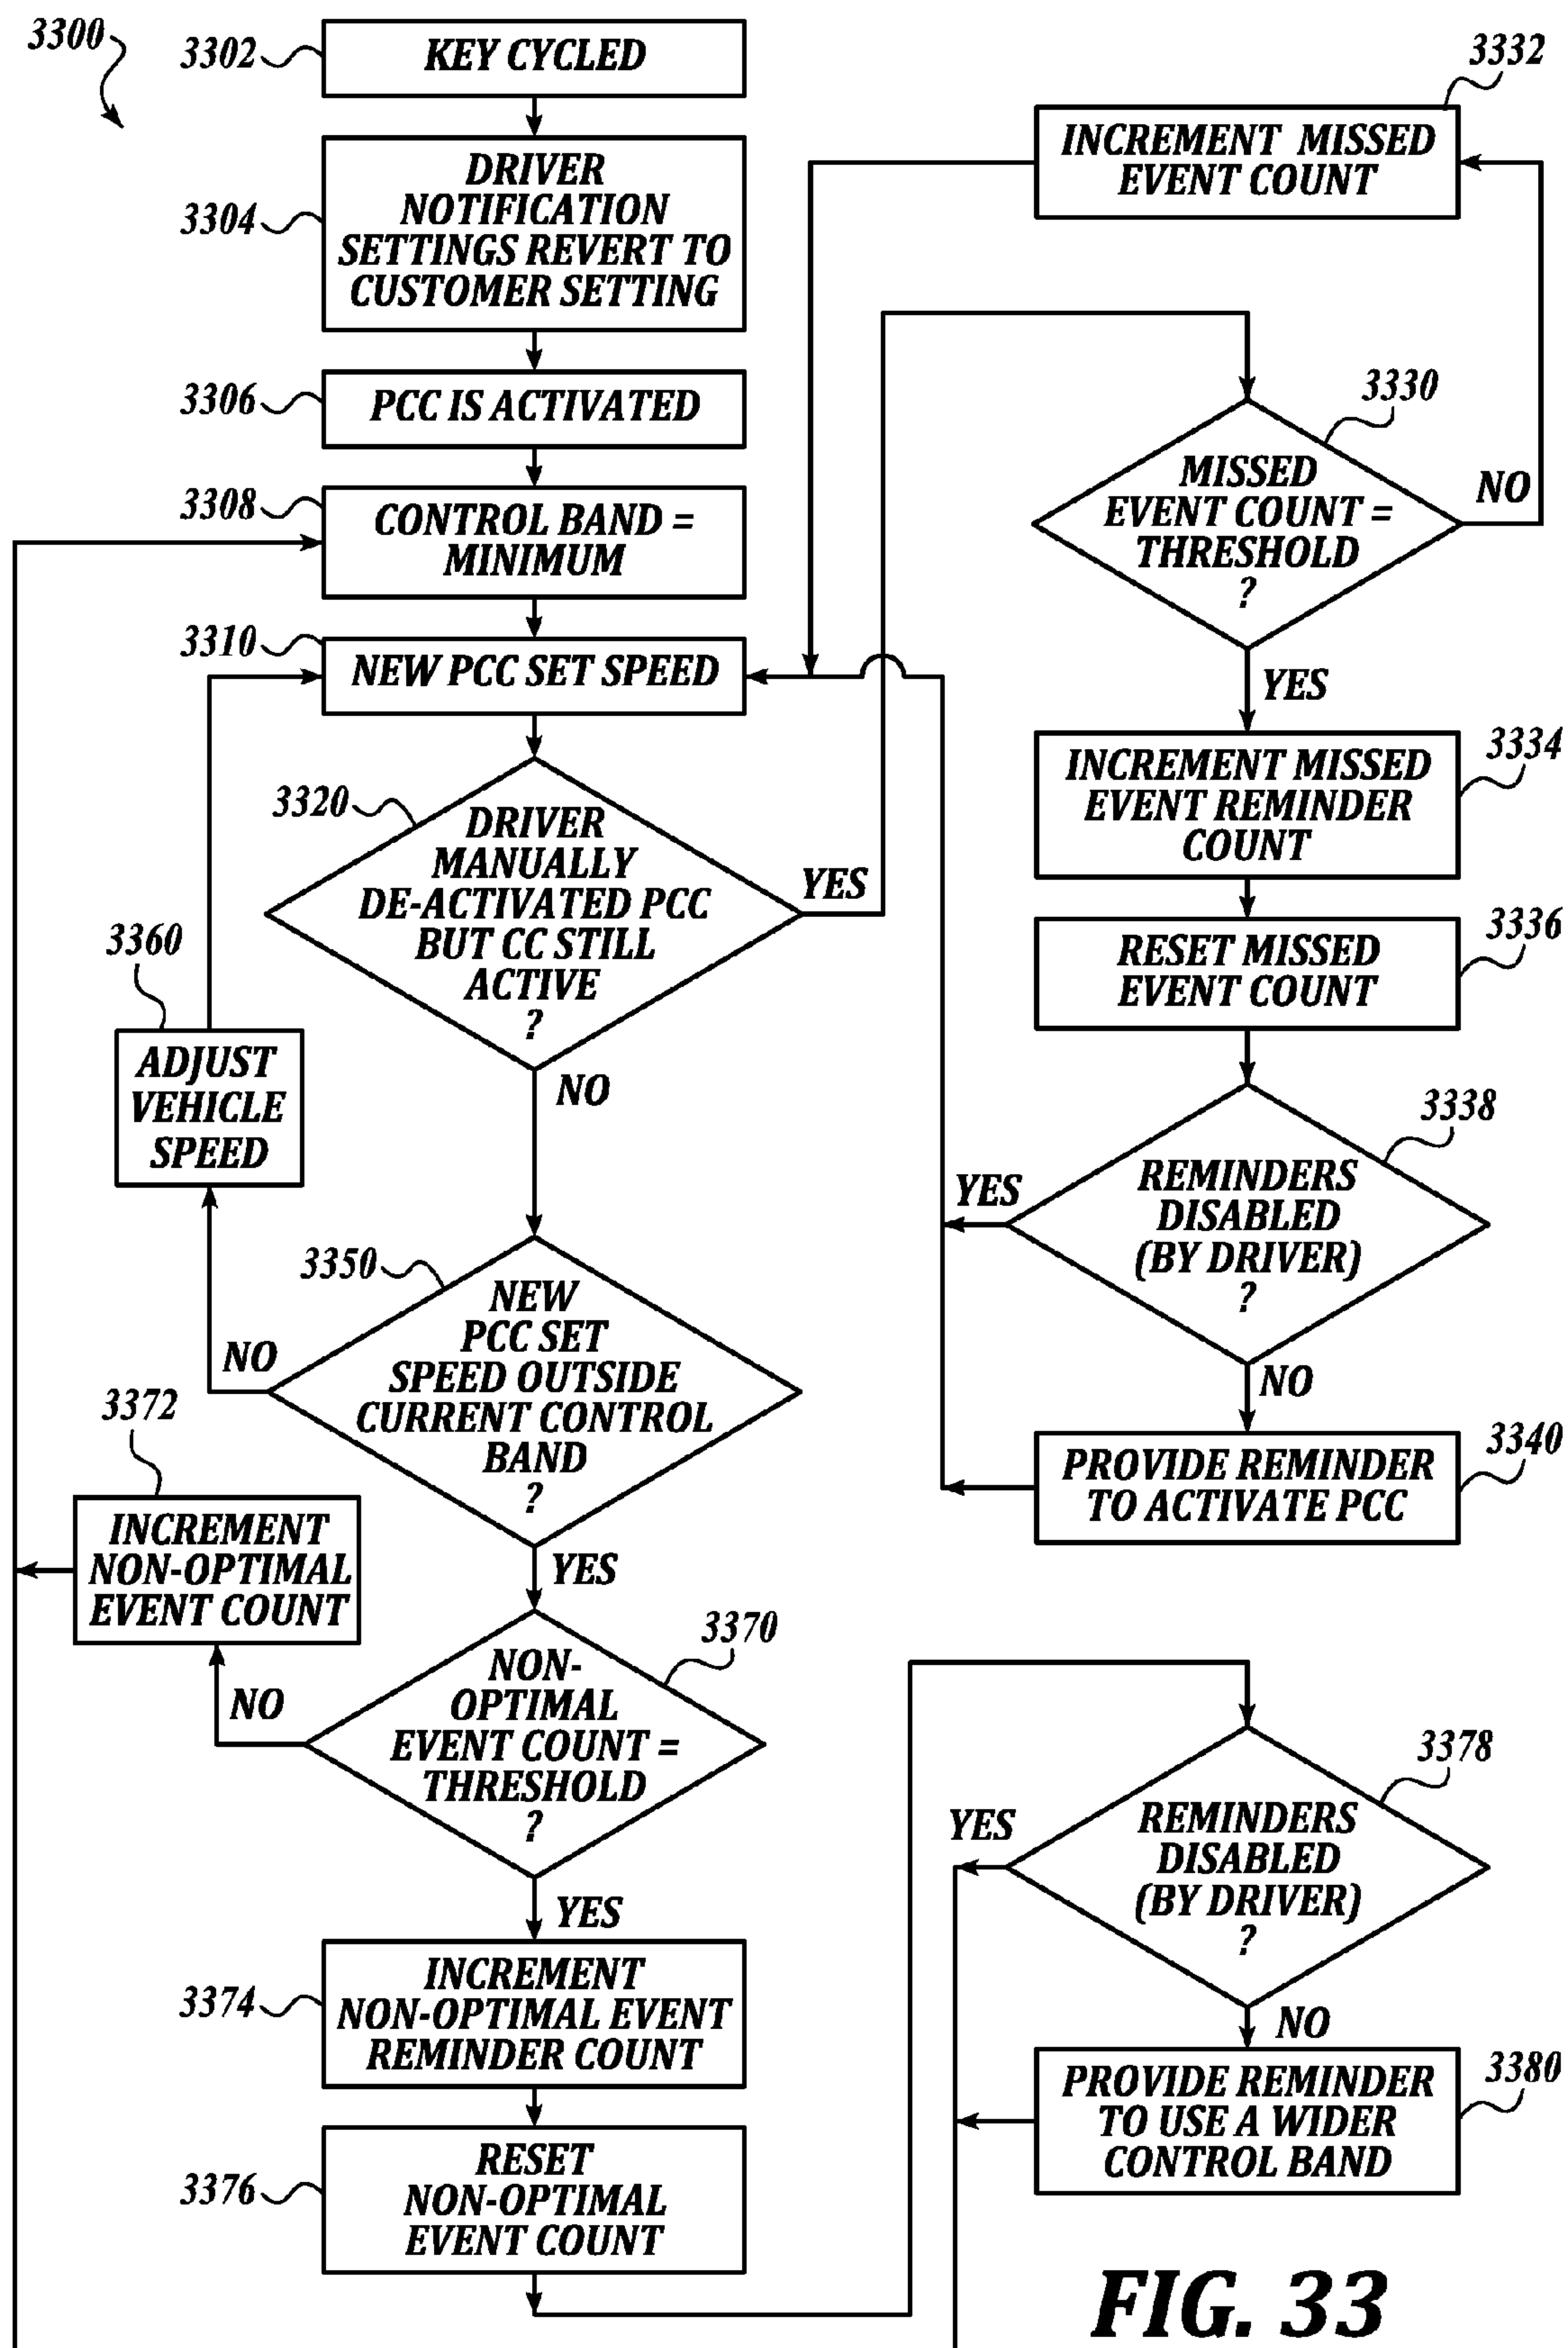 3300
3302
KEY CYCLED
3304
DRIVER
NOTIFICATION
SETTINGS REVERT TO
CUSTOMER SETTING
3306
PCC IS ACTIVATED
3308
CONTROL BAND =
MINIMUM
3310
NEW PCC SET SPEED
3320
DRIVER
MANUALLY
DE-ACTIVATED PCC
BUT CC STILL
ACTIVE
?
YES
NO
3332
INCREMENT MISSED
EVENT COUNT
3330
MISSED
EVENT COUNT =
THRESHOLD
?
NO
YES
3334
INCREMENT MISSED
EVENT REMINDER
COUNT
3336
RESET MISSED
EVENT COUNT
3338
REMINDERS
DISABLED
(BY DRIVER)
?
YES
NO
3340
PROVIDE REMINDER
TO ACTIVATE PCC
3360
ADJUST
VEHICLE
SPEED
3350
NEW
PCC SET
SPEED OUTSIDE
CURRENT CONTROL
BAND
?
NO
YES
3372
INCREMENT
NON-OPTIMAL
EVENT COUNT
3370
NON-
OPTIMAL
EVENT COUNT =
THRESHOLD
?
NO
YES
3374
INCREMENT
NON-OPTIMAL EVENT
REMINDER COUNT
3376
RESET
NON-OPTIMAL
EVENT COUNT
3378
REMINDERS
DISABLED
(BY DRIVER)
?
YES
NO
3380
PROVIDE REMINDER
TO USE A WIDER
CONTROL BAND
FIG. 33